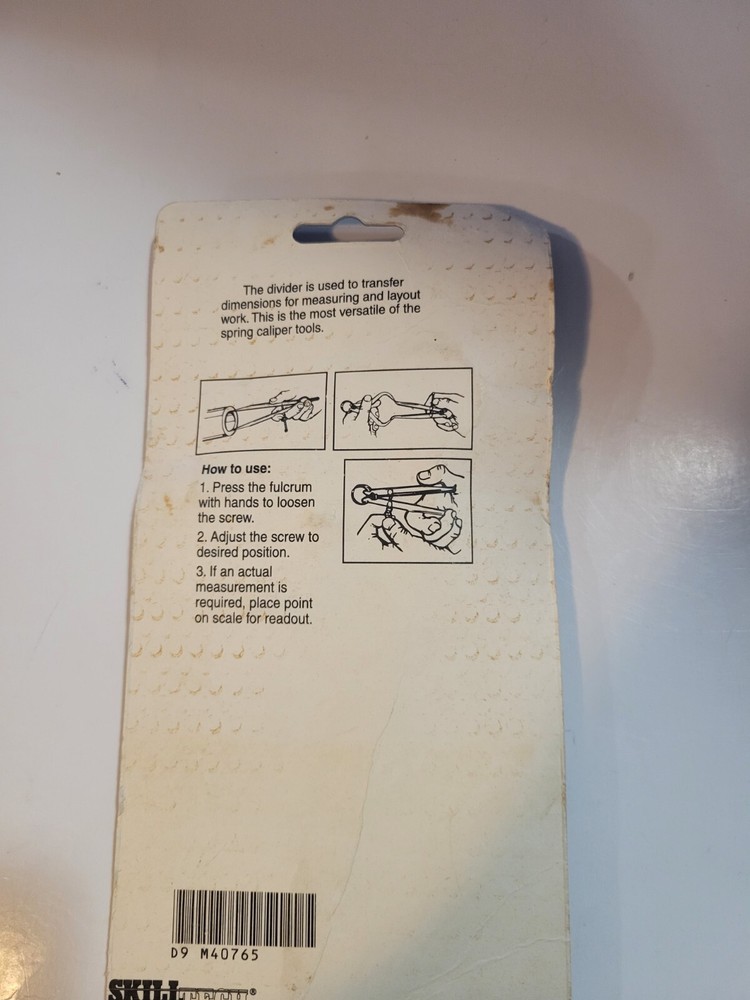 The divider is used to transfer
dimensions for measuring and layout
work. This is the most versatile of the
spring caliper tools.
How to use:
1. Press the fulcrum
with hands to loosen
the screw.
2. Adjust the screw to
desired position.
3. If an actual
measurement is
required, place point
on scale for readout.
D9 M40765
SKILL TECH®